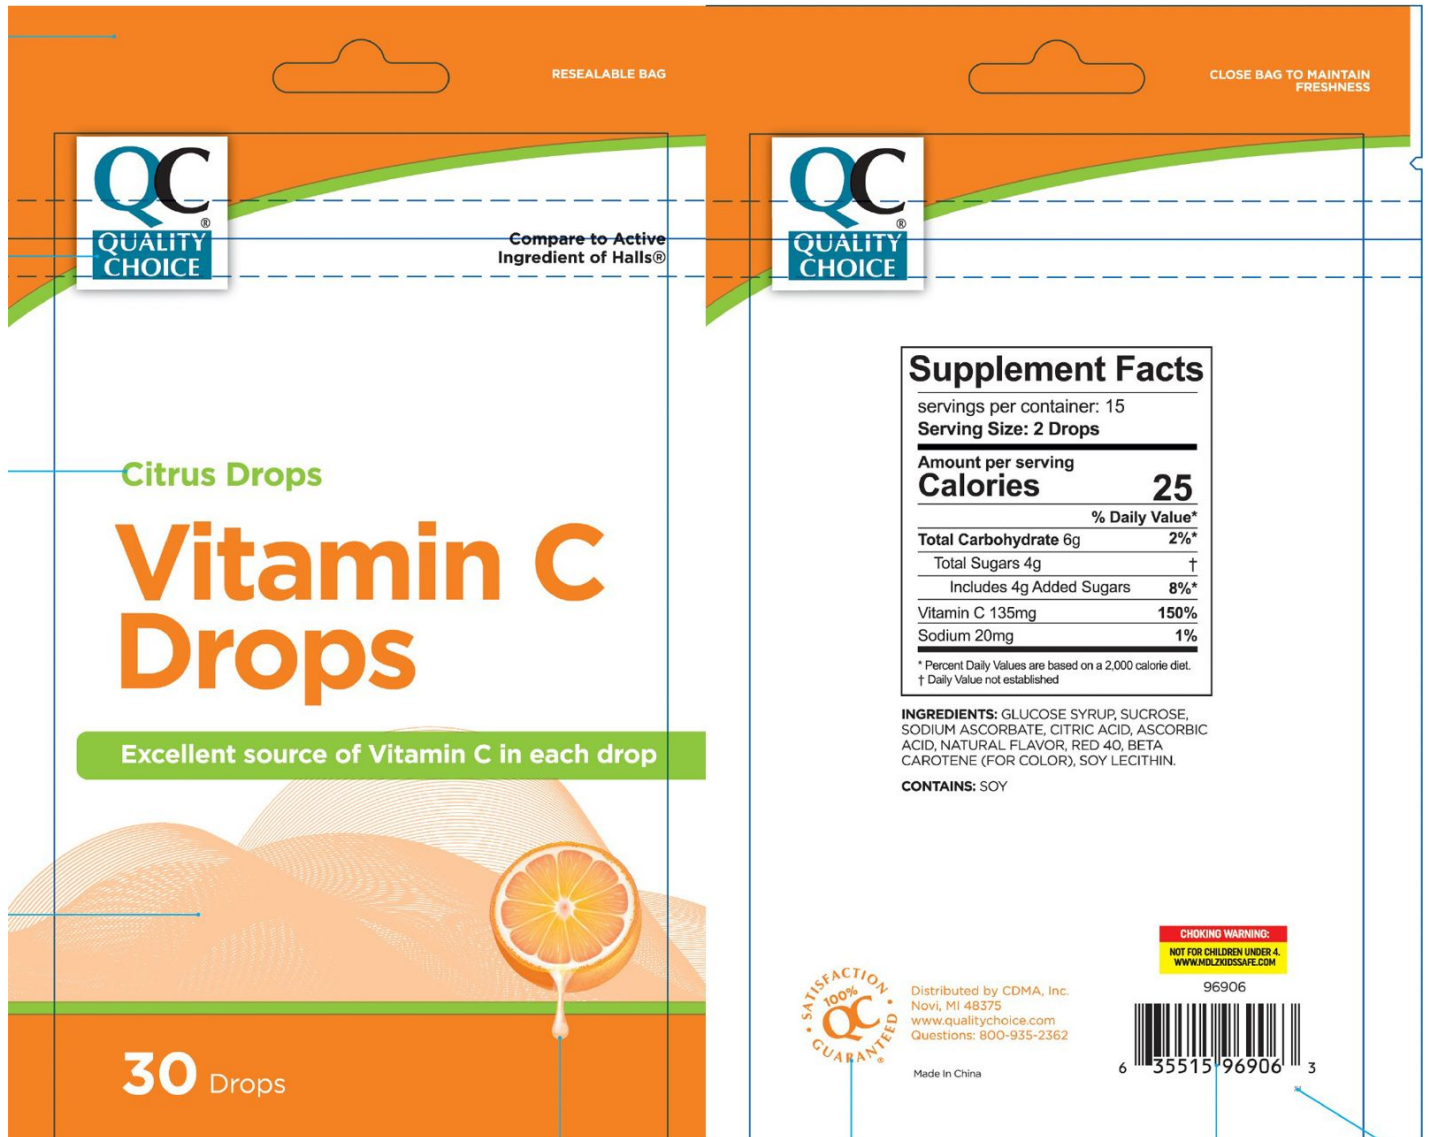 RESEALABLE BAG
QC
®
QUALITY
CHOICE
Compare to Active
Ingredient of Halls®
Citrus Drops
Vitamin C
Drops
Excellent source of Vitamin C in each drop
30 Drops
CLOSE BAG TO MAINTAIN
FRESHNESS
QC
®
QUALITY
CHOICE
Supplement Facts
servings per container: 15
Serving Size: 2 Drops
Amount per serving
Calories 25
% Daily Value*
Total Carbohydrate 6g 2%*
Total Sugars 4g †
Includes 4g Added Sugars 8%*
Vitamin C 135mg 150%
Sodium 20mg 1%
* Percent Daily Values are based on a 2,000 calorie diet.
† Daily Value not established
INGREDIENTS: GLUCOSE SYRUP, SUCROSE,
SODIUM ASCORBATE, CITRIC ACID, ASCORBIC
ACID, NATURAL FLAVOR, RED 40, BETA
CAROTENE (FOR COLOR), SOY LECITHIN.
CONTAINS: SOY
CHOKING WARNING:
NOT FOR CHILDREN UNDER 4.
WWW.MDLZKIDSSAFE.COM
96906
SATISFACTION
100%
QC
GUARANTEED
®
Distributed by CDMA, Inc.
Novi, MI 48375
www.qualitychoice.com
Questions: 800-935-2362
Made In China
6 35515 96906 3